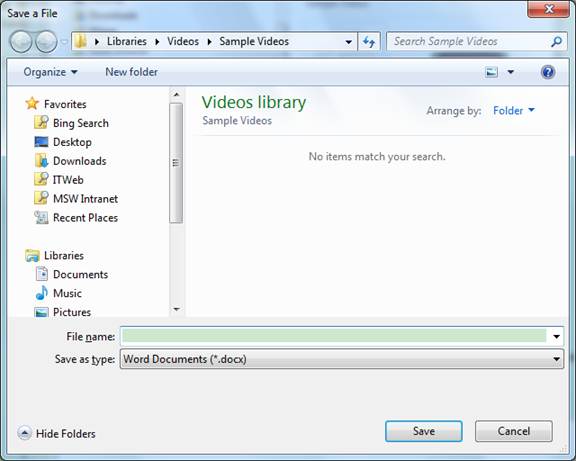 Save a File
Libraries Videos Sample Videos Search Sample Videos
Organize New folder
Favorites
Bing Search
Desktop
Downloads
ITWeb
MSW Intranet
Recent Places
Libraries
Documents
Music
Pictures
Videos library
Sample Videos
Arrange by: Folder
No items match your search.
File name:
Save as type: Word Documents (*.docx)
Hide Folders Save Cancel